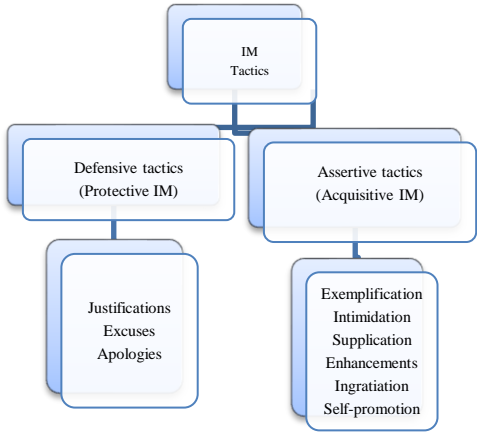 IM
Tactics
Defensive tactics
(Protective IM)
Assertive tactics
(Acquisitive IM)
Justifications
Excuses
Apologies
Exemplification
Intimidation
Supplication
Enhancements
Ingratiation
Self-promotion